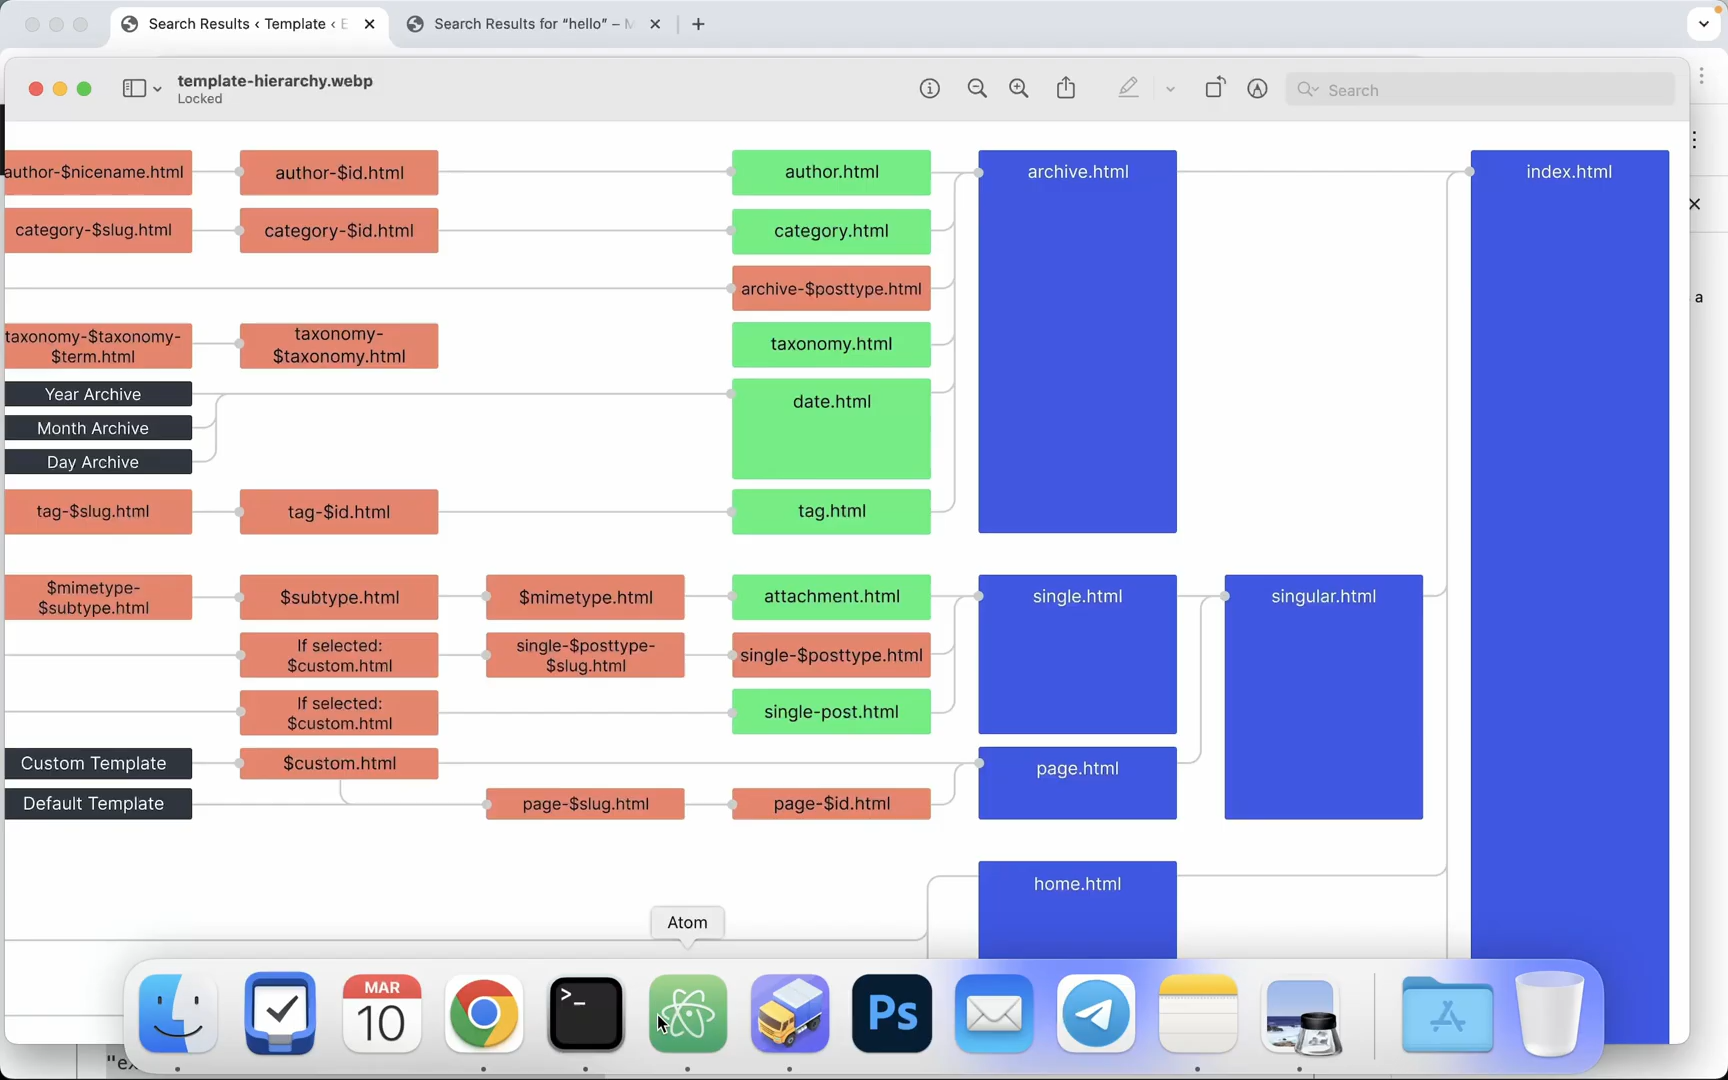 Search Results ‹ Template ‹ E
Search Results for “hello” –
template-hierarchy.webp
Locked
Search
author-$nicename.html
author-$id.html
author.html
archive.html
index.html
category-$slug.html
category-$id.html
category.html
archive-$posttype.html
a
taxonomy-$taxonomy-
$term.html
taxonomy-
$taxonomy.html
taxonomy.html
Year Archive
date.html
Month Archive
Day Archive
tag-$slug.html
tag-$id.html
tag.html
$mimetype-
$subtype.html
$subtype.html
$mimetype.html
attachment.html
single.html
singular.html
If selected:
$custom.html
single-$posttype-
$slug.html
single-$posttype.html
If selected:
$custom.html
single-post.html
Custom Template
$custom.html
page.html
Default Template
page-$slug.html
page-$id.html
home.html
Atom
MAR
10
>_
Ps
"ex